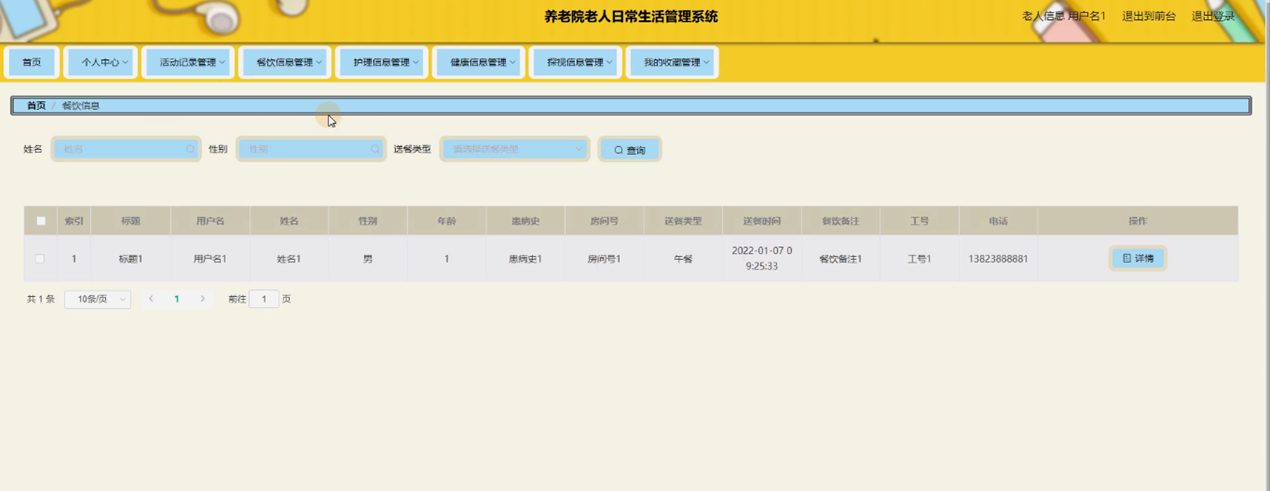 养老院老人日常生活管理系统
老人信息 用户名1 退出到前台 退出登录
首页 个人中心 活动记录管理 餐饮信息管理 护理信息管理 健康信息管理 探视信息管理 我的收藏管理
首页 / 餐饮信息
姓名 姓名 性别 性别 送餐类型 请选择送餐类型 查询
索引 标题 用户名 姓名 性别 年龄 患病史 房间号 送餐类型 送餐时间 餐饮备注 工号 电话 操作
1 标题1 用户名1 姓名1 男 1 患病史1 房间号1 午餐 2022-01-07 0 餐饮备注1 工号1 13823888881 详情
9:25:33
共 1 条 10条/页 1 前往 1 页